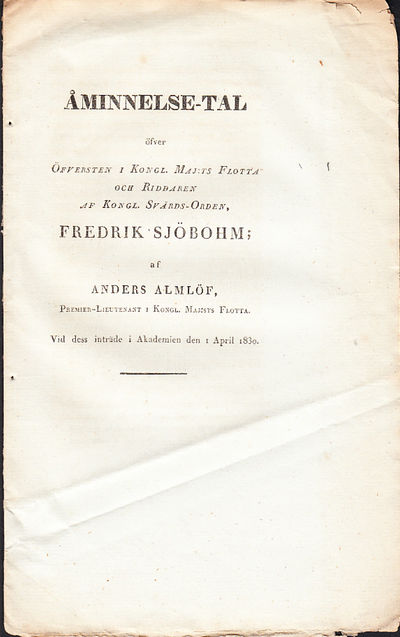 ÅMINNELSE-TAL
öfver
ÖFVERSTEN I KONGL. MAJ:TS FLOTTA
OCH RIDDAREN
AF KONGL. SVÄRDS-ORDEN,
FREDRIK SJÖBOHM;
af
ANDERS ALMLÖF,
PREMIER-LIEUTENANT I KONGL. MAJ:TS FLOTTA.
Vid dess inträde i Akademien den 1 April 1830.